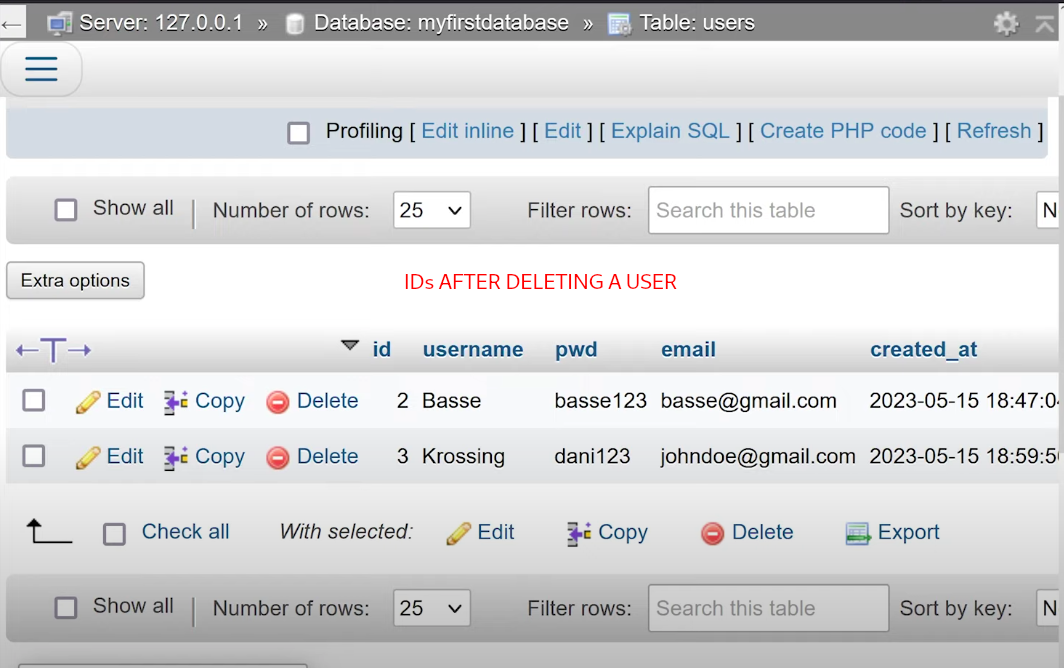 ← Server: 127.0.0.1 » Database: myfirstdatabase » Table: users
Profiling [ Edit inline ] [ Edit ] [ Explain SQL ] [ Create PHP code ] [ Refresh ]
Show all | Number of rows: 25 Filter rows: Search this table Sort by key: N
Extra options
IDs AFTER DELETING A USER
←T→ id username pwd email created_at
Edit Copy Delete 2 Basse basse123 basse@gmail.com 2023-05-15 18:47:0
Edit Copy Delete 3 Krossing dani123 johndoe@gmail.com 2023-05-15 18:59:5
Check all With selected: Edit Copy Delete Export
Show all | Number of rows: 25 Filter rows: Search this table Sort by key: N